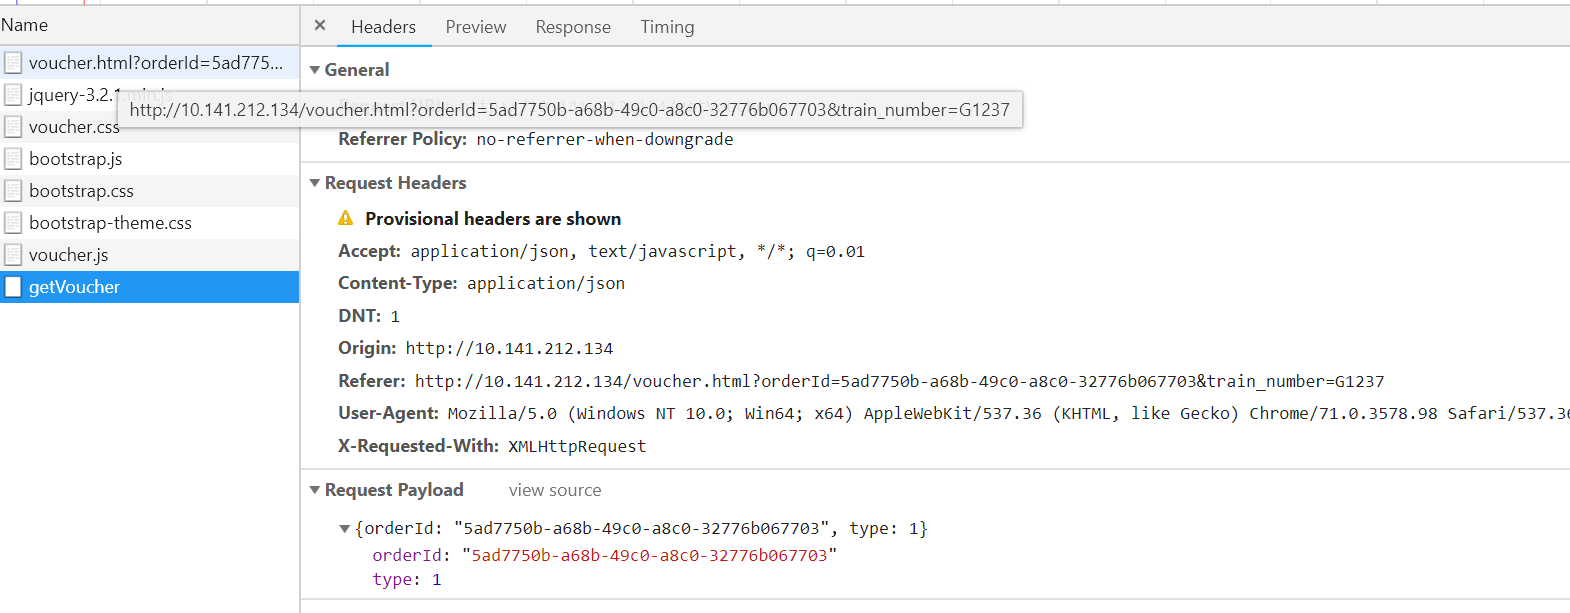 Name
voucher.html?orderId=5ad775...
jquery-3.2.1.min.js
voucher.css
bootstrap.js
bootstrap.css
bootstrap-theme.css
voucher.js
getVoucher
× Headers Preview Response Timing
General
http://10.141.212.134/voucher.html?orderId=5ad7750b-a68b-49c0-a8c0-32776b067703&train_number=G1237
Referrer Policy: no-referrer-when-downgrade
Request Headers
Provisional headers are shown
Accept: application/json, text/javascript, */*; q=0.01
Content-Type: application/json
DNT: 1
Origin: http://10.141.212.134
Referer: http://10.141.212.134/voucher.html?orderId=5ad7750b-a68b-49c0-a8c0-32776b067703&train_number=G1237
User-Agent: Mozilla/5.0 (Windows NT 10.0; Win64; x64) AppleWebKit/537.36 (KHTML, like Gecko) Chrome/71.0.3578.98 Safari/537.36
X-Requested-With: XMLHttpRequest
Request Payload view source
{orderId: "5ad7750b-a68b-49c0-a8c0-32776b067703", type: 1}
orderId: "5ad7750b-a68b-49c0-a8c0-32776b067703"
type: 1